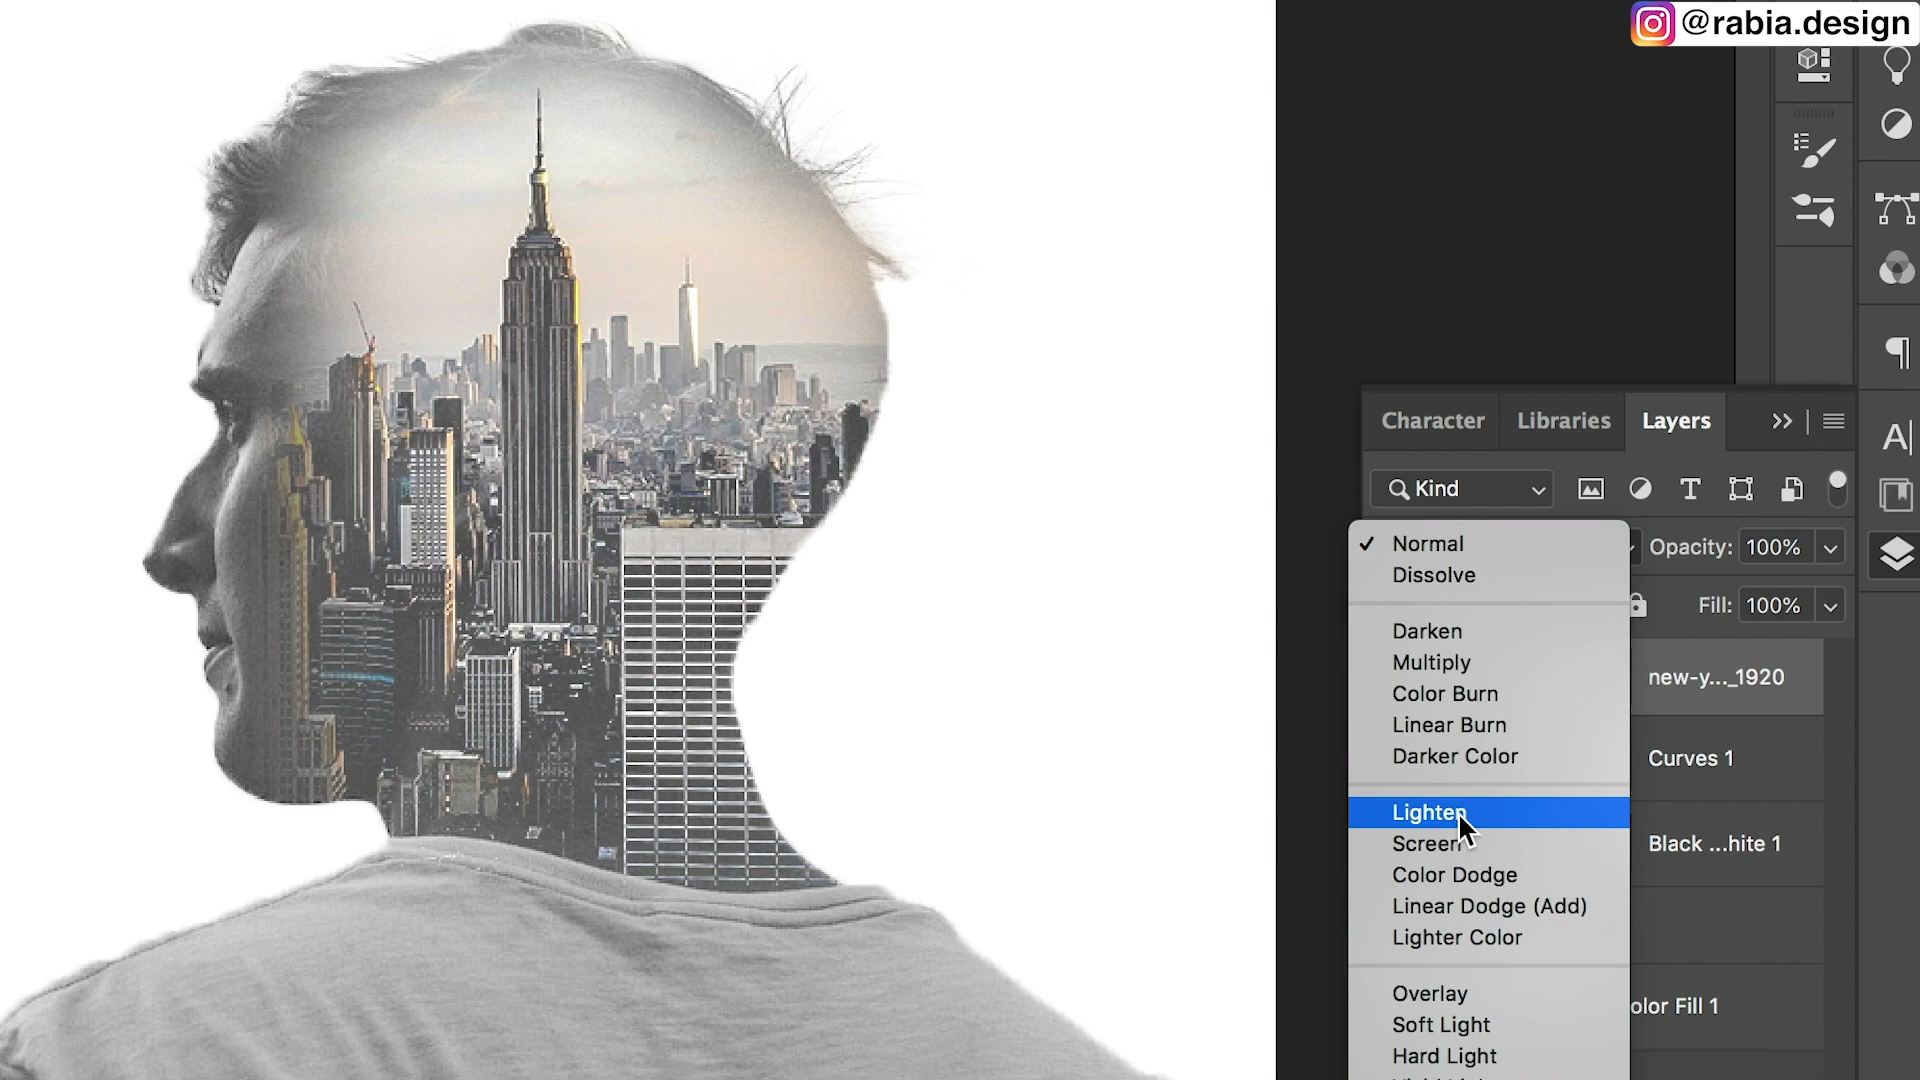 @rabia.design
Character
Libraries
Layers
Kind
Normal
Opacity: 100%
Dissolve
Fill: 100%
Darken
Multiply
new-y..._1920
Color Burn
Linear Burn
Darker Color
Curves 1
Lighten
Screen
Black ...hite 1
Color Dodge
Linear Dodge (Add)
Lighter Color
Overlay
olor Fill 1
Soft Light
Hard Light